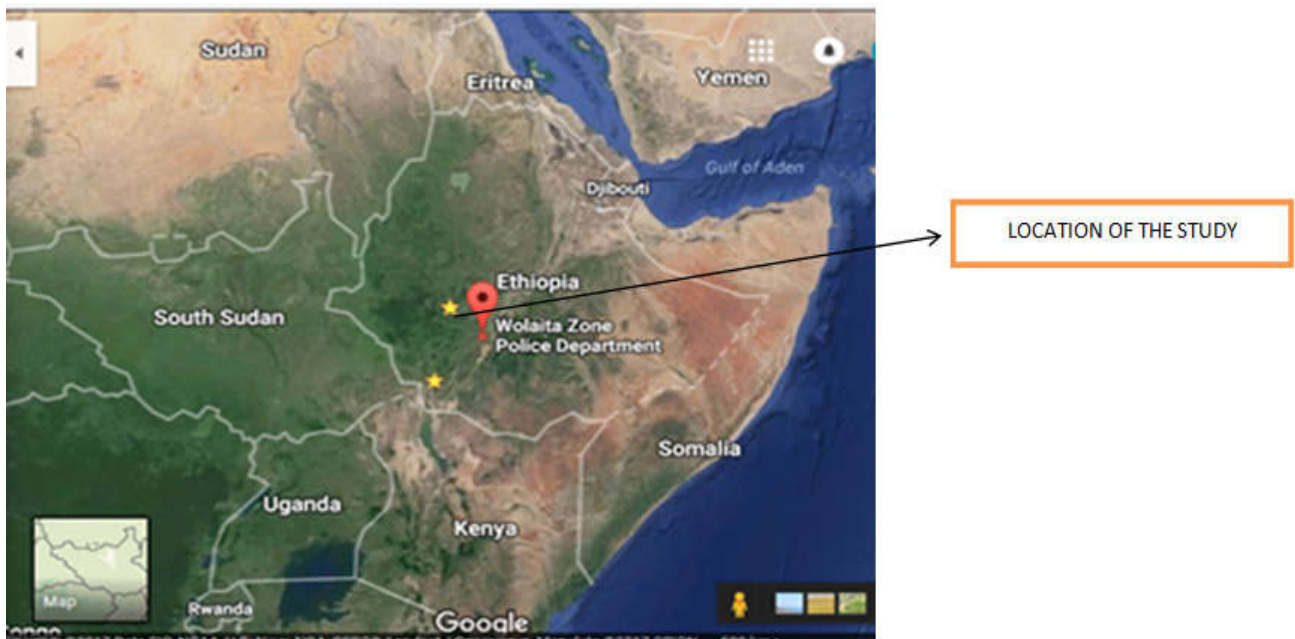 Sudan
Eritrea
Yemen
Gulf of Aden
Djibouti
LOCATION OF THE STUDY
Ethiopia
South Sudan
Wolaita Zone
Police Department
Somalia
Uganda
Kenya
Map
Rwanda
Google